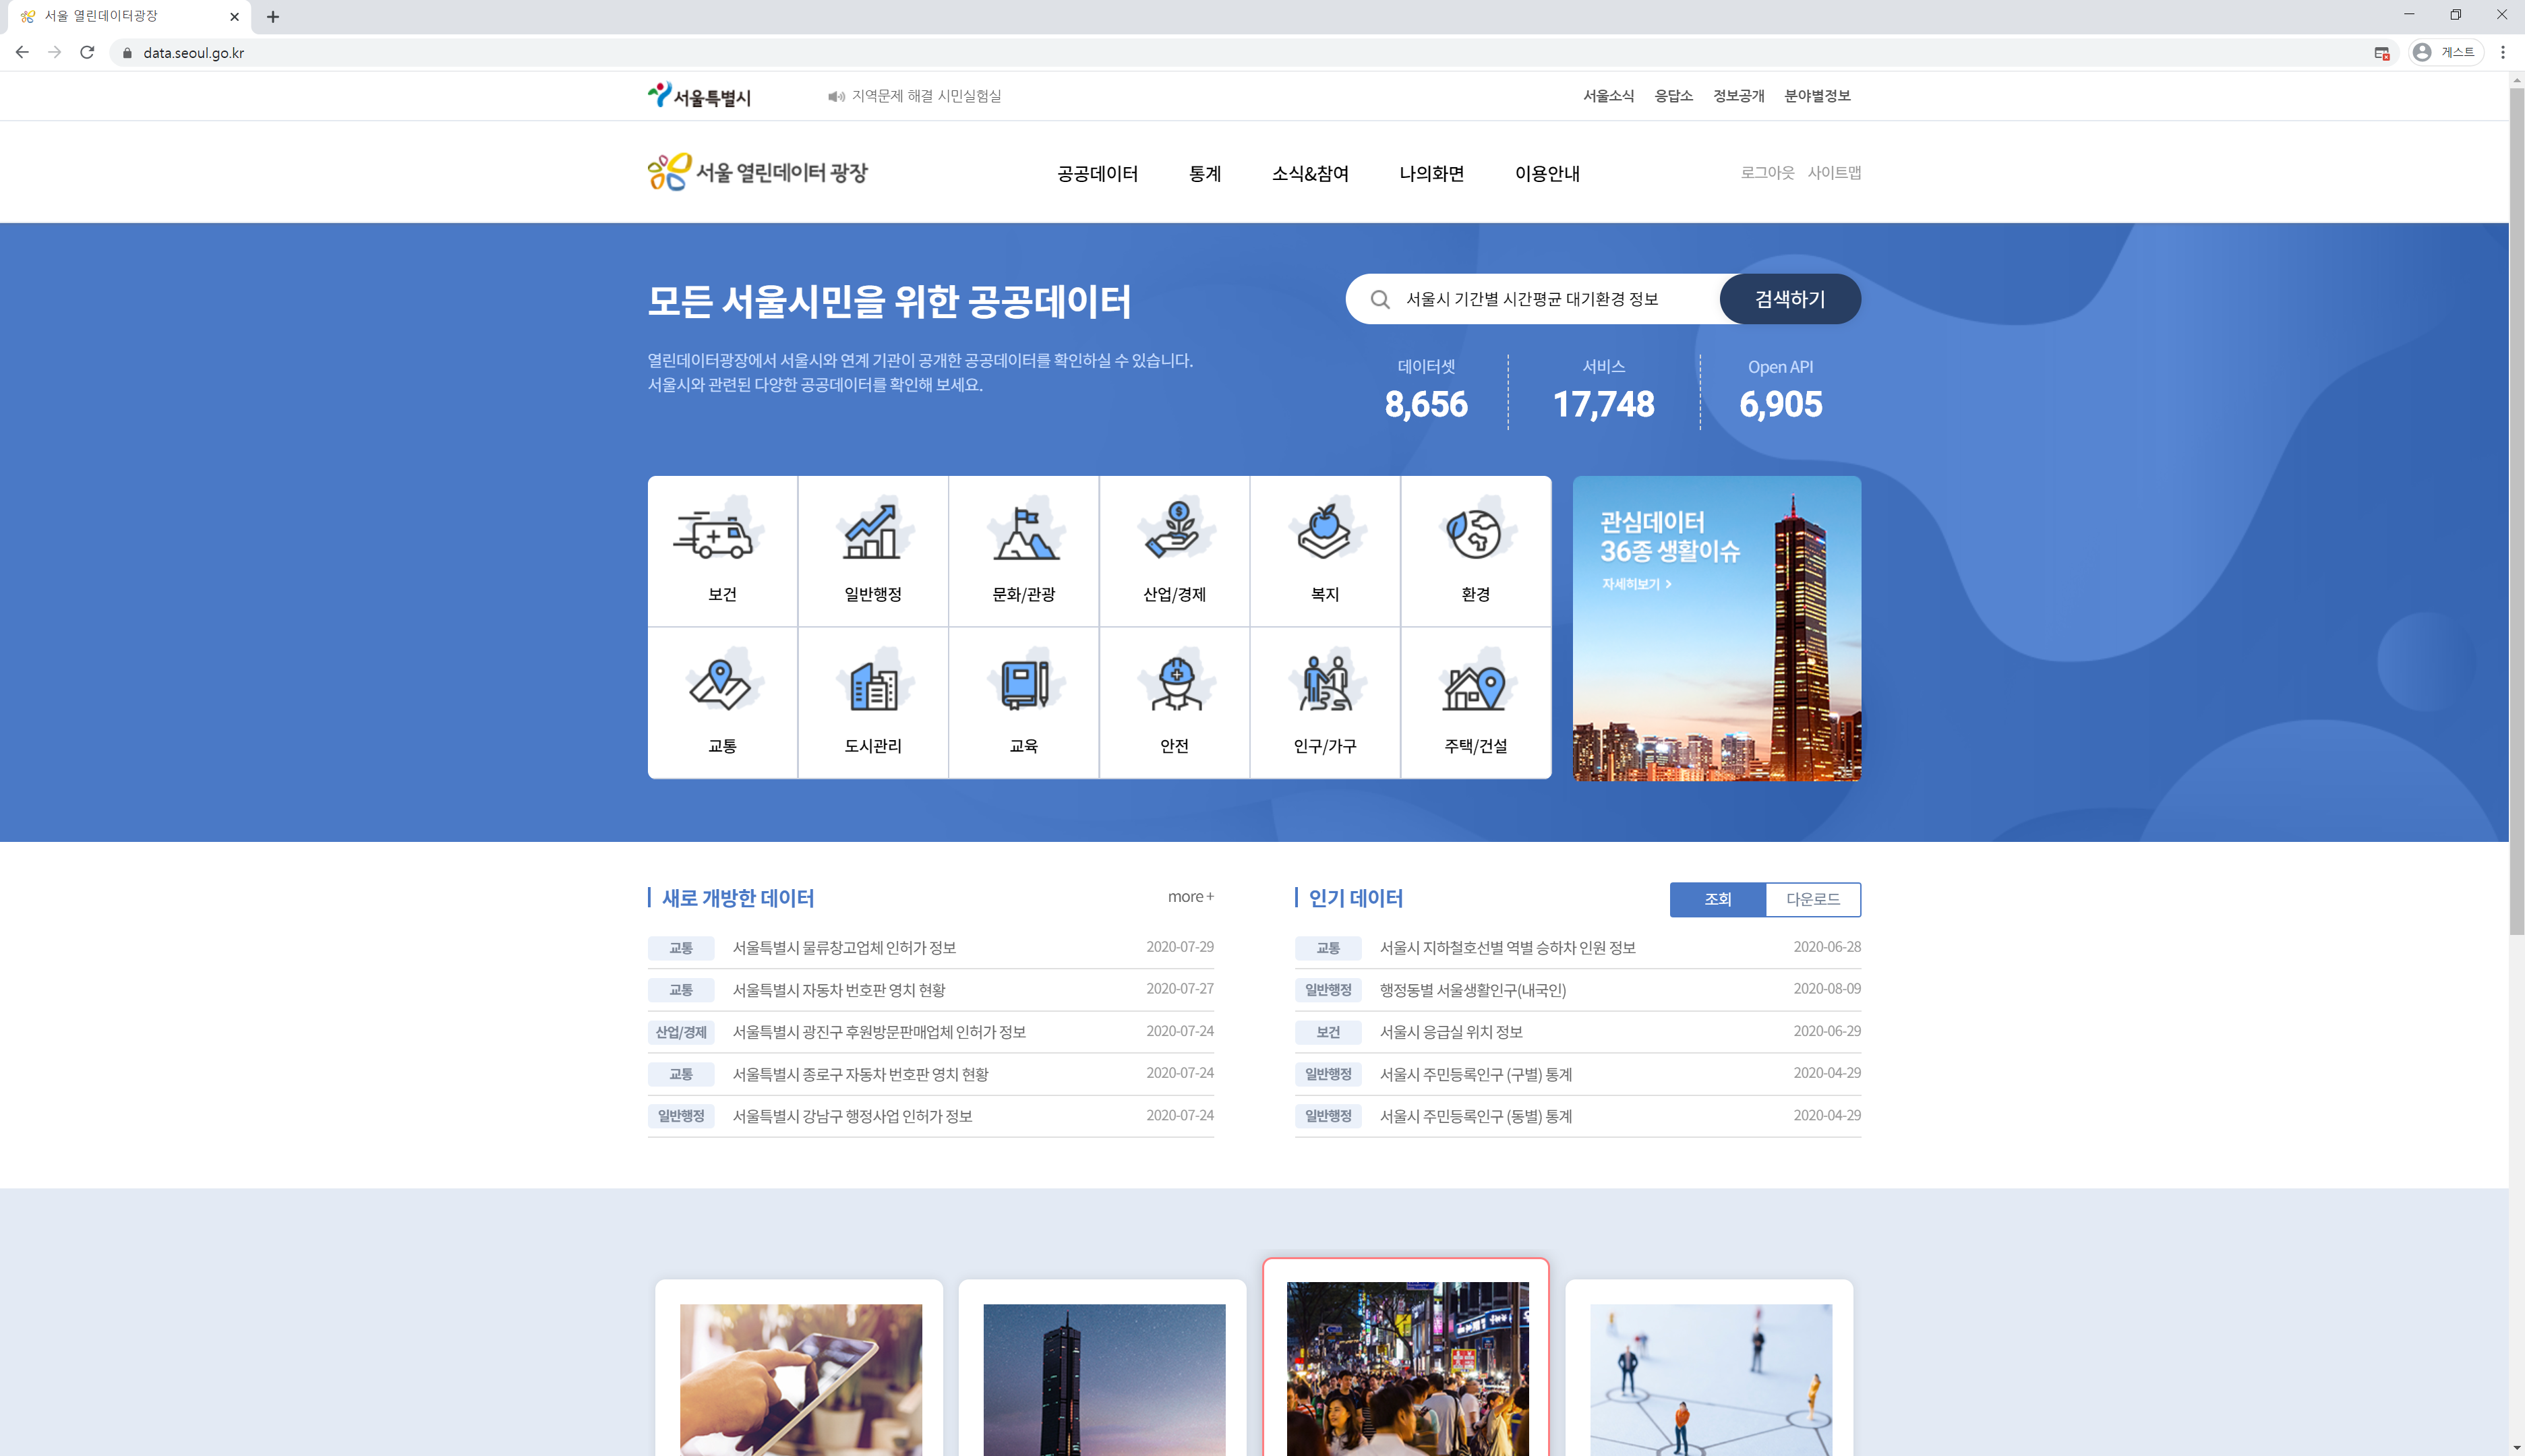 서울 열린데이터광장
data.seoul.go.kr
게스트
서울특별시
지역문제 해결 시민실험실
서울소식 응답소 정보공개 분야별정보
서울 열린데이터 광장
공공데이터 통계 소식&참여 나의화면 이용안내
로그아웃 사이트맵
모든 서울시민을 위한 공공데이터
열린데이터광장에서 서울시와 연계 기관이 공개한 공공데이터를 확인하실 수 있습니다.
서울시와 관련된 다양한 공공데이터를 확인해 보세요.
서울시 기간별 시간평균 대기환경 정보
검색하기
데이터셋 서비스 Open API
8,656 17,748 6,905
보건 일반행정 문화/관광 산업/경제 복지 환경
교통 도시관리 교육 안전 인구/가구 주택/건설
관심데이터
36종 생활이슈
자세히보기 >
새로 개방한 데이터
more +
교통 서울특별시 물류창고업체 인허가 정보 2020-07-29
교통 서울특별시 자동차 번호판 영치 현황 2020-07-27
산업/경제 서울특별시 광진구 후원방문판매업체 인허가 정보 2020-07-24
교통 서울특별시 종로구 자동차 번호판 영치 현황 2020-07-24
일반행정 서울특별시 강남구 행정사업 인허가 정보 2020-07-24
인기 데이터
조회 다운로드
교통 서울시 지하철호선별 역별 승하차 인원 정보 2020-06-28
일반행정 행정동별 서울생활인구(내국인) 2020-08-09
보건 서울시 응급실 위치 정보 2020-06-29
일반행정 서울시 주민등록인구 (구별) 통계 2020-04-29
일반행정 서울시 주민등록인구 (동별) 통계 2020-04-29